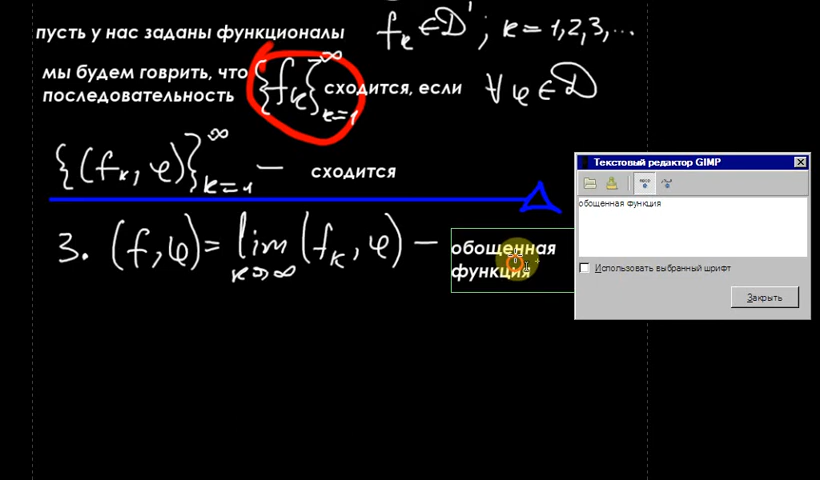 пусть у нас заданы функционалы f_k ∈ D'; k = 1,2,3,...
мы будем говрить, что
последовательность {f_k}_{k=1}^∞ сходится, если ∀φ ∈ D
{(f_k, φ)}_{k=1}^∞ — сходится
3. (f, φ) = lim_{k→∞} (f_k, φ) — обощенная
функция
Текстовый редактор GIMP
обощенная функция
Использовать выбранный шрифт
Закрыть